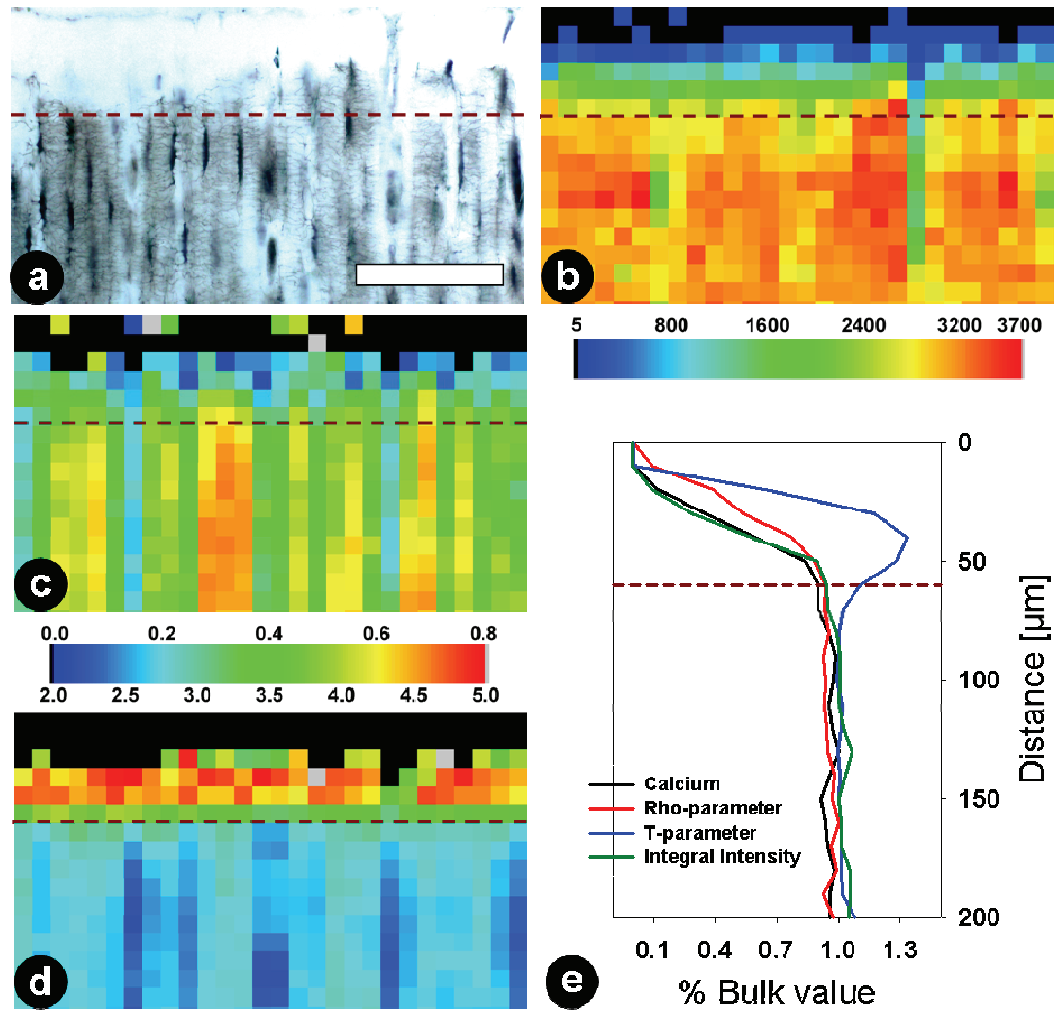 a
b
5 800 1600 2400 3200 3700
c
0.0 0.2 0.4 0.6 0.8
2.0 2.5 3.0 3.5 4.0 4.5 5.0
d
0
50
100
150
200
Distance [µm]
Calcium
Rho-parameter
T-parameter
Integral Intensity
0.1 0.4 0.7 1.0 1.3
% Bulk value
e